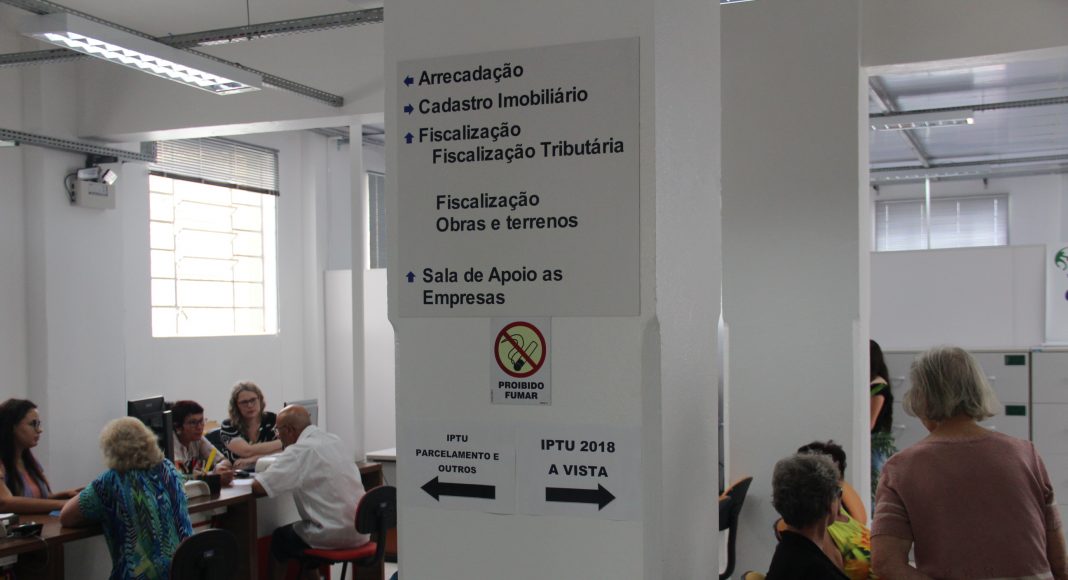 Arrecadação
Cadastro Imobiliário
Fiscalização
Fiscalização Tributária
Fiscalização
Obras e terrenos
Sala de Apoio as
Empresas
PROIBIDO
FUMAR
IPTU
PARCELAMENTO E
OUTROS
IPTU 2018
A VISTA